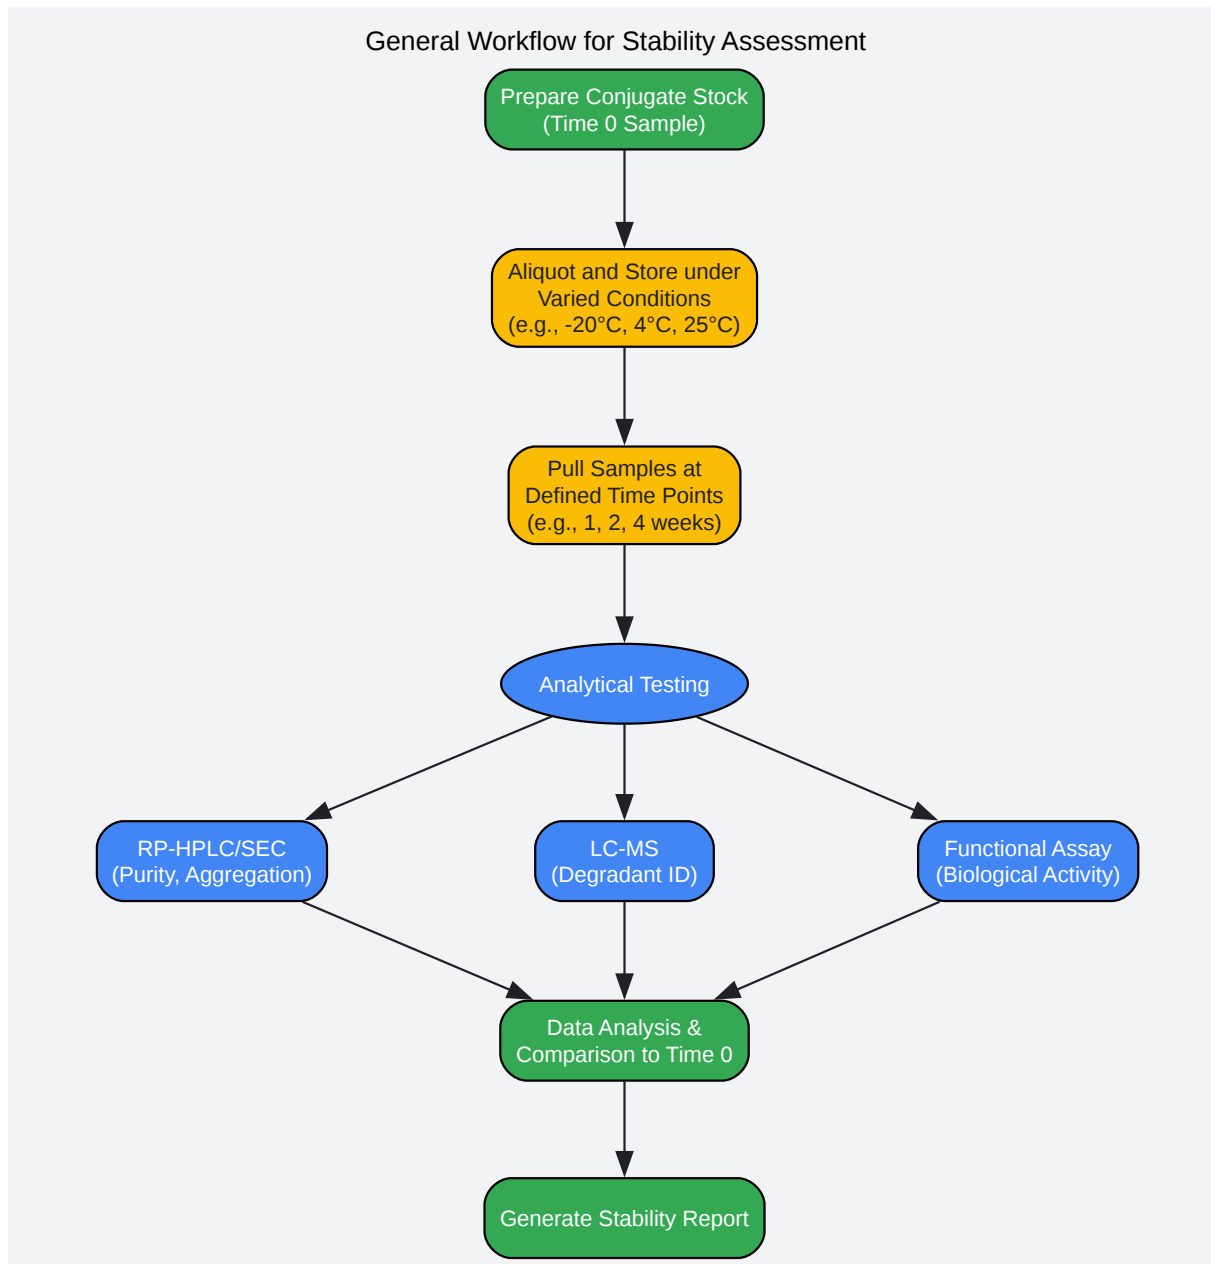 General Workflow for Stability Assessment
Prepare Conjugate Stock
(Time 0 Sample)
Aliquot and Store under
Varied Conditions
(e.g., -20°C, 4°C, 25°C)
Pull Samples at
Defined Time Points
(e.g., 1, 2, 4 weeks)
Analytical Testing
RP-HPLC/SEC
(Purity, Aggregation)
LC-MS
(Degradant ID)
Functional Assay
(Biological Activity)
Data Analysis &
Comparison to Time 0
Generate Stability Report